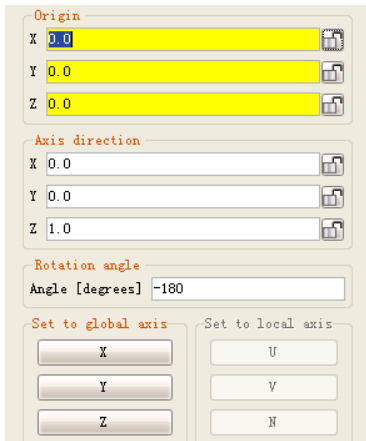 Origin
X 0.0
Y 0.0
Z 0.0
Axis direction
X 0.0
Y 0.0
Z 1.0
Rotation angle
Angle [degrees] -180
Set to global axis Set to local axis
X U
Y V
Z N